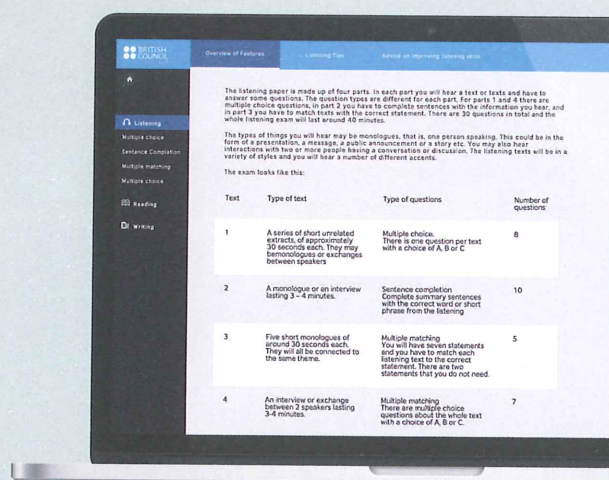 BRITISH
COUNCIL
Overview of Features
Listening Tips
Advice on improving listening skills
Listening
Multiple choice
Sentence Completion
Multiple matching
Multiple choice
Reading
Writing
The listening paper is made up of four parts. In each part you will hear a text or texts and have to
answer some questions. The question types are different for each part. For parts 1 and 4 there are
multiple choice questions, in part 2 you have to complete sentences with the information you hear, and
in part 3 you have to match texts with the correct statement. There are 30 questions in total and the
whole listening exam will last around 40 minutes.
The types of things you will hear may be monologues, that is, one person speaking. This could be in the
form of a presentation, a message, a public announcement or a story etc. You may also hear
interactions with two or more people having a conversation or discussion. The listening texts will be in a
variety of styles and you will hear a number of different accents.
The exam looks like this:
Text Type of text Type of questions Number of
questions
1 A series of short unrelated Multiple choice. 8
extracts, of approximately There is one question per text
30 seconds each. They may with a choice of A, B or C
bemonologues or exchanges
between speakers
2 A monologue or an interview Sentence completion 10
lasting 3 – 4 minutes. Complete summary sentences
with the correct word or short
phrase from the listening
3 Five short monologues of Multiple matching 5
around 30 seconds each. You will have seven statements
They will all be connected to and you have to match each
the same theme. listening text to the correct
statement. There are two
statements that you do not need.
4 An interview or exchange Multiple matching 7
between 2 speakers lasting There are multiple choice
3-4 minutes. questions about the whole text
with a choice of A, B or C.